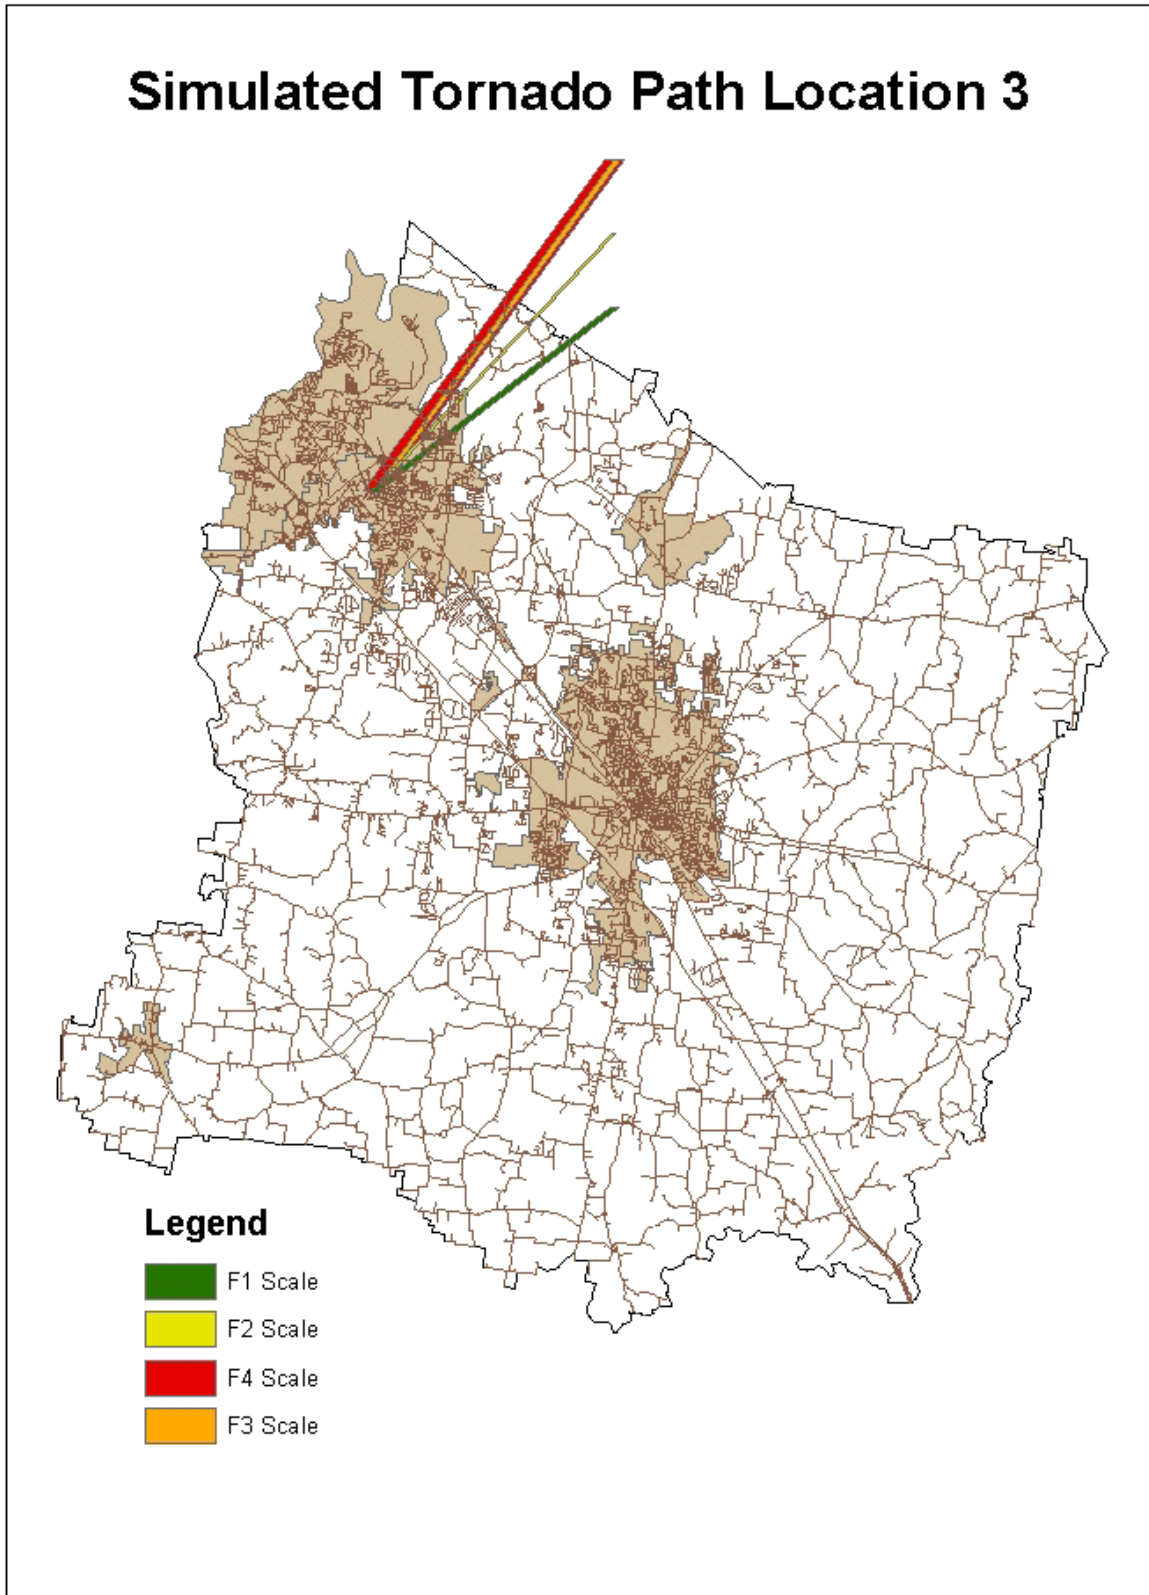 Simulated Tornado Path Location 3
Legend
F1 Scale
F2 Scale
F4 Scale
F3 Scale